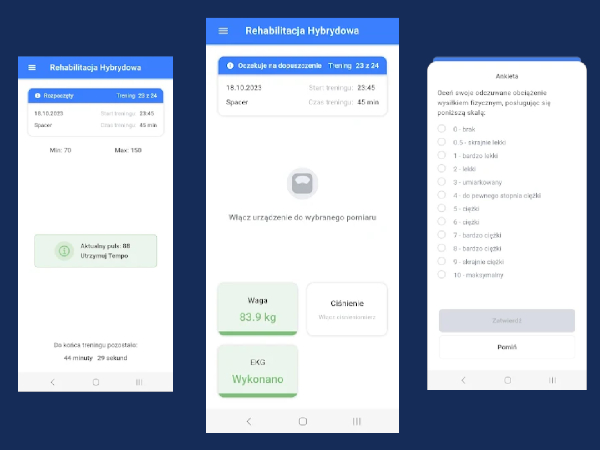 Rehabilitacja Hybrydowa
Rozpoczęty Trening 23 z 24
18.10.2023 Start treningu: 23:45
Spacer Czas treningu: 45 min
Min: 70 Max: 158
Aktualny puls: 88
Utrzymaj Tempo
Do końca treningu pozostało:
44 minuty 29 sekund
Rehabilitacja Hybrydowa
Oczekuje na dopuszczenie Trening 23 z 24
18.10.2023 Start treningu: 23:45
Spacer Czas treningu: 45 min
Włącz urządzenie do wybranego pomiaru
Waga
83.9 kg
Ciśnienie
EKG
Wykonano
Ankieta
Oceń swoje odczuwane obciążenie
wysiłkiem fizycznym, posługując się
poniższą skalą:
0 - brak
0.5 - skrajnie lekki
1 - bardzo lekki
2 - lekki
3 - umiarkowany
4 - do pewnego stopnia ciężki
5 - ciężki
6 - ciężki
7 - bardzo ciężki
8 - bardzo ciężki
9 - skrajnie ciężki
10 - maksymalny
Zatwierdź
Pomiń